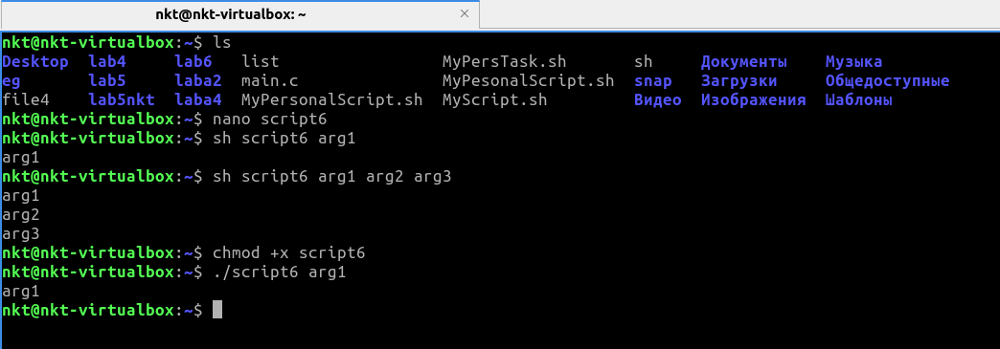 nkt@nkt-virtualbox: ~
nkt@nkt-virtualbox:~$ ls
Desktop lab4 lab6 list MyPersTask.sh sh Документы Музыка
eg lab5 laba2 main.c MyPesonalScript.sh snap Загрузки Общедоступные
file4 lab5nkt laba4 MyPersonalScript.sh MyScript.sh Видео Изображения Шаблоны
nkt@nkt-virtualbox:~$ nano script6
nkt@nkt-virtualbox:~$ sh script6 arg1
arg1
nkt@nkt-virtualbox:~$ sh script6 arg1 arg2 arg3
arg1
arg2
arg3
nkt@nkt-virtualbox:~$ chmod +x script6
nkt@nkt-virtualbox:~$ ./script6 arg1
arg1
nkt@nkt-virtualbox:~$